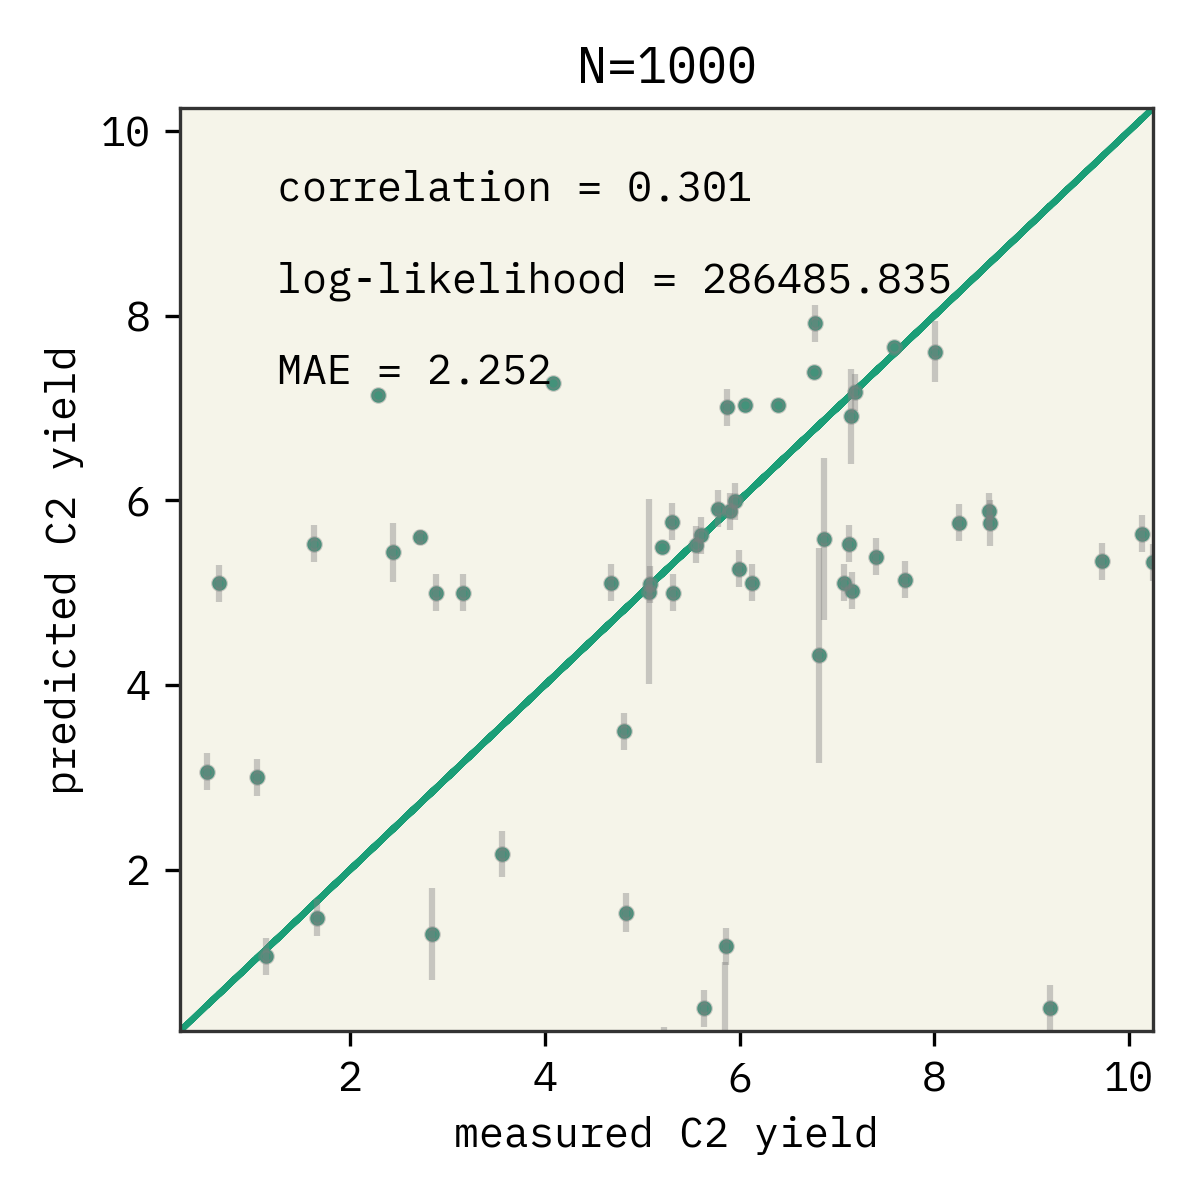 N=1000
correlation = 0.301
log-likelihood = 286485.835
MAE = 2.252
10
8
6
4
2
predicted C2 yield
2 4 6 8 10
measured C2 yield